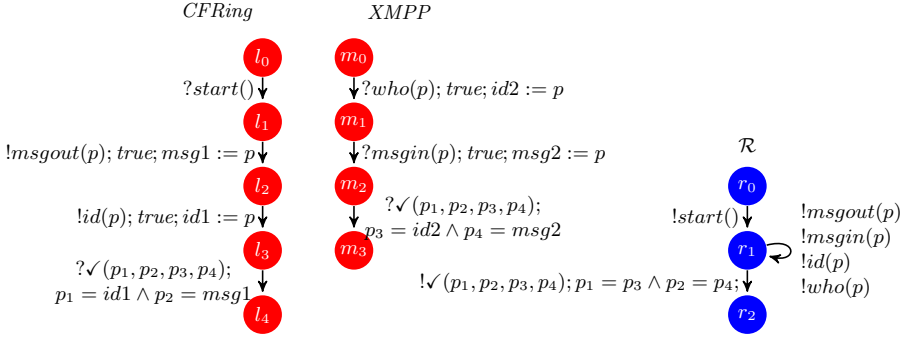 CFRing
XMPP
l0
m0
?start()
?who(p); true; id2 := p
l1
m1
!msgout(p); true; msg1 := p
?msgin(p); true; msg2 := p
R
l2
m2
r0
!id(p); true; id1 := p
?✓(p1, p2, p3, p4);
p3 = id2 ∧ p4 = msg2
!start()
!msgout(p)
!msgin(p)
!id(p)
!who(p)
l3
m3
r1
?✓(p1, p2, p3, p4);
p1 = id1 ∧ p2 = msg1
!✓(p1, p2, p3, p4); p1 = p3 ∧ p2 = p4;
l4
r2